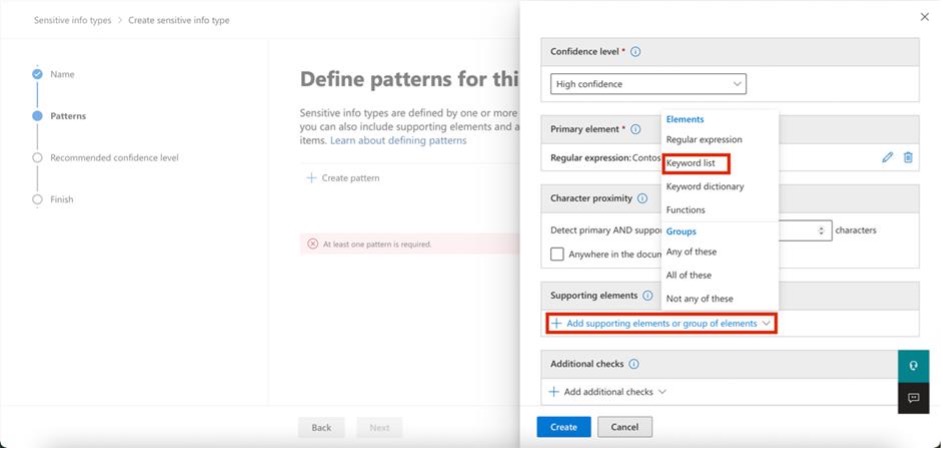 Sensitive info types > Create sensitive info type
Name
Patterns
Recommended confidence level
Finish
Define patterns for thi
Sensitive info types are defined by one or more
you can also include supporting elements and a
items. Learn about defining patterns
+ Create pattern
At least one pattern is required.
Back
Next
Confidence level *
High confidence
Primary element *
Regular expression: Contos
Character proximity
Detect primary AND suppo
characters
Anywhere in the docum
Elements
Regular expression
Keyword list
Keyword dictionary
Functions
Groups
Any of these
All of these
Not any of these
Supporting elements
+ Add supporting elements or group of elements
Additional checks
+ Add additional checks
Create
Cancel